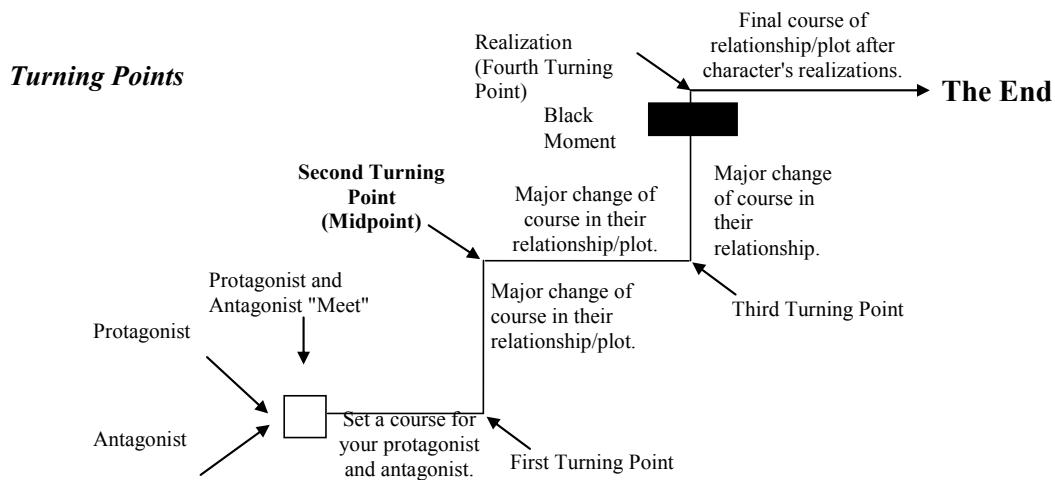 Turning Points
Realization
(Fourth Turning
Point)
Final course of
relationship/plot after
character's realizations.
The End
Black
Moment
Second Turning
Point
(Midpoint)
Major change of
course in their
relationship/plot.
Major change
of course in
their
relationship.
Protagonist and
Antagonist "Meet"
Major change of
course in their
relationship/plot.
Third Turning Point
Protagonist
Antagonist
Set a course for
your protagonist
and antagonist.
First Turning Point